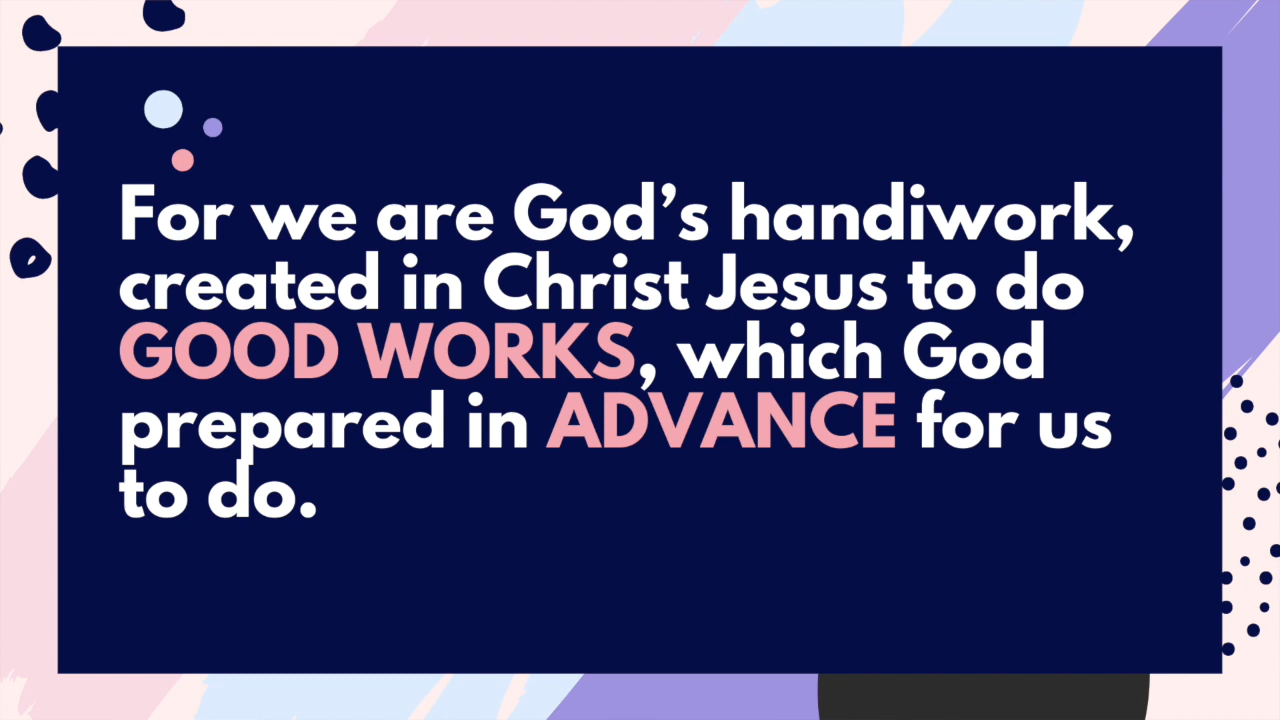 For we are God’s handiwork,
created in Christ Jesus to do
GOOD WORKS, which God
prepared in ADVANCE for us
to do.